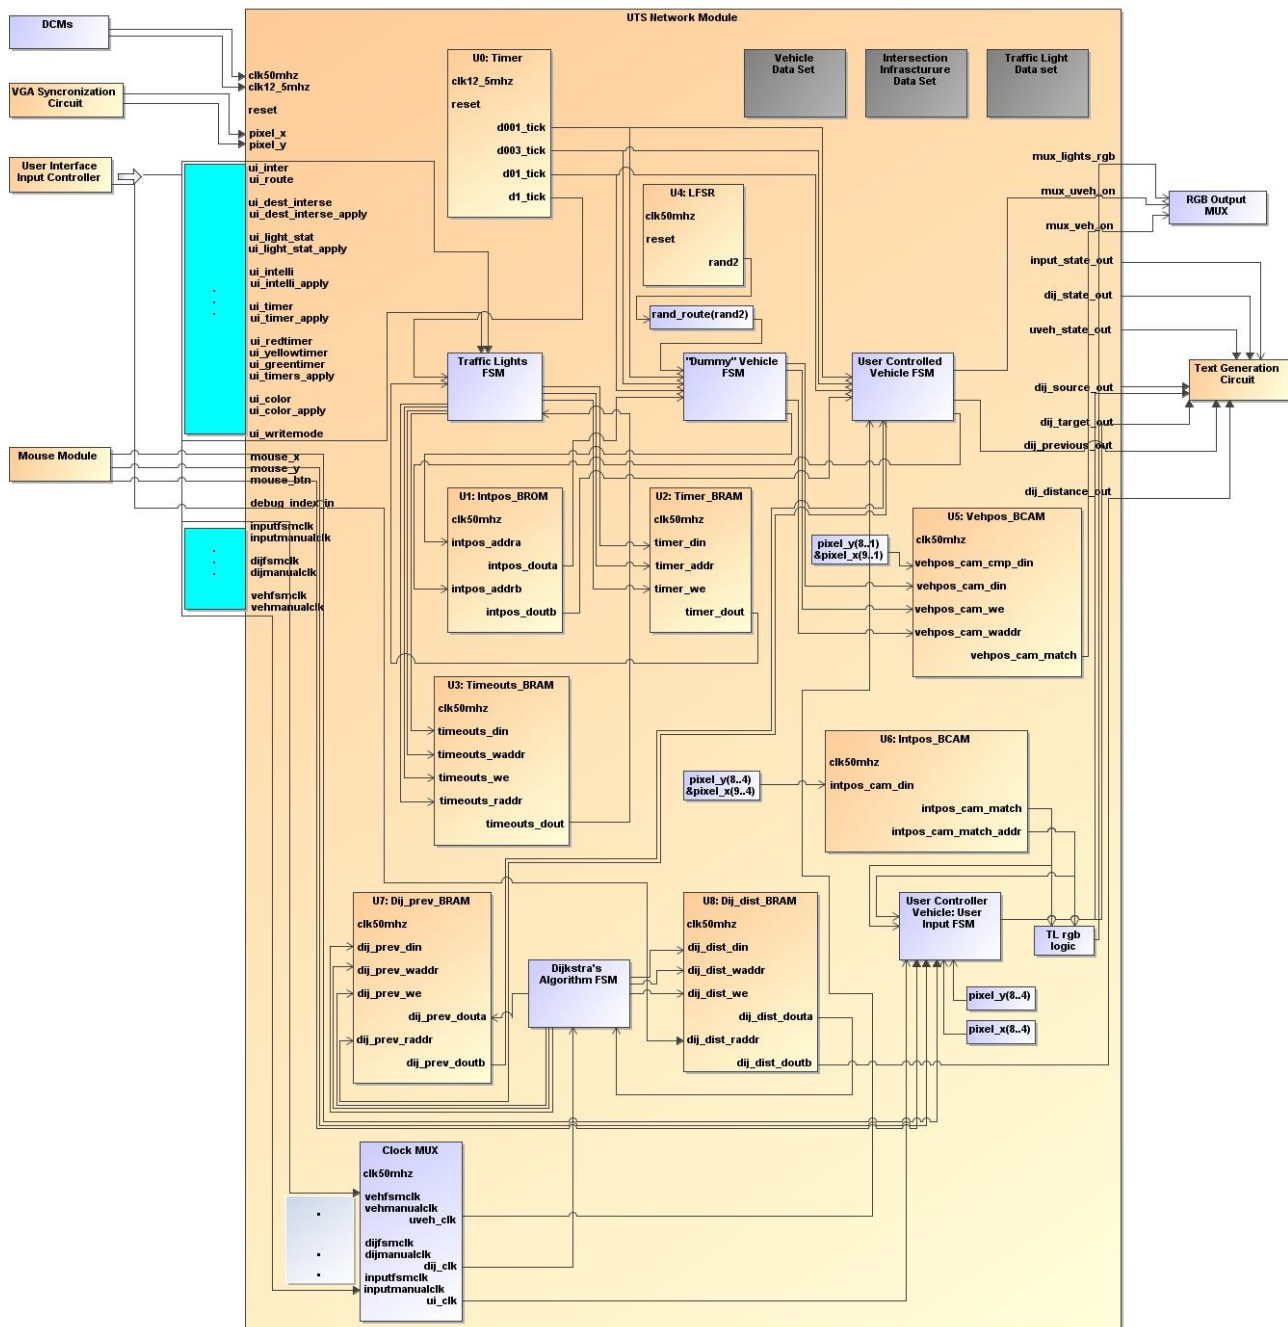 UTS Network Module
DCMs
VGA Syncronization
Circuit
User Interface
Input Controller
Mouse Module
clk50mhz
clk12_5mhz
reset
pixel_x
pixel_y
ui_inter
ui_route
ui_dest_interse
ui_dest_interse_apply
ui_light_stat
ui_light_stat_apply
ui_intelli
ui_intelli_apply
ui_timer
ui_timer_apply
ui_redtimer
ui_yellowtimer
ui_greentimer
ui_timers_apply
ui_color
ui_color_apply
ui_writemode
mouse_x
mouse_y
mouse_btn
debug_index_in
inputfsmclk
inputmanualclk
dijfsmclk
dijmanualclk
vehfsmclk
vehmanualclk
U0: Timer
clk12_5mhz
reset
d001_tick
d003_tick
d01_tick
d1_tick
Vehicle
Data Set
Intersection
Infrascturure
Data Set
Traffic Light
Data set
U4: LFSR
clk50mhz
reset
rand2
rand_route(rand2)
Traffic Lights
FSM
"Dummy" Vehicle
FSM
User Controlled
Vehicle FSM
mux_lights_rgb
mux_uveh_on
mux_veh_on
input_state_out
dij_state_out
uveh_state_out
dij_source_out
dij_target_out
dij_previous_out
dij_distance_out
RGB Output
MUX
Text Generation
Circuit
U1: Intpos_BROM
clk50mhz
intpos_addra
intpos_douta
intpos_addrb
intpos_doutb
U2: Timer_BRAM
clk50mhz
timer_din
timer_addr
timer_we
timer_dout
pixel_y(8..1)
&pixel_x(9..1)
U5: Vehpos_BCAM
clk50mhz
vehpos_cam_cmp_din
vehpos_cam_din
vehpos_cam_we
vehpos_cam_waddr
vehpos_cam_match
U3: Timeouts_BRAM
clk50mhz
timeouts_din
timeouts_waddr
timeouts_we
timeouts_raddr
timeouts_dout
pixel_y(8..4)
&pixel_x(9..4)
U6: Intpos_BCAM
clk50mhz
intpos_cam_din
intpos_cam_match
intpos_cam_match_addr
U7: Dij_prev_BRAM
clk50mhz
dij_prev_din
dij_prev_waddr
dij_prev_we
dij_prev_douta
dij_prev_raddr
dij_prev_doutb
Dijkstra's
Algorithm FSM
U8: Dij_dist_BRAM
clk50mhz
dij_dist_din
dij_dist_waddr
dij_dist_we
dij_dist_douta
dij_dist_raddr
dij_dist_doutb
User Controller
Vehicle: User
Input FSM
TL rgb
logic
pixel_y(8..4)
pixel_x(8..4)
Clock MUX
clk50mhz
vehfsmclk
vehmanualclk
uveh_clk
dijfsmclk
dijmanualclk
dij_clk
inputfsmclk
inputmanualclk
ui_clk